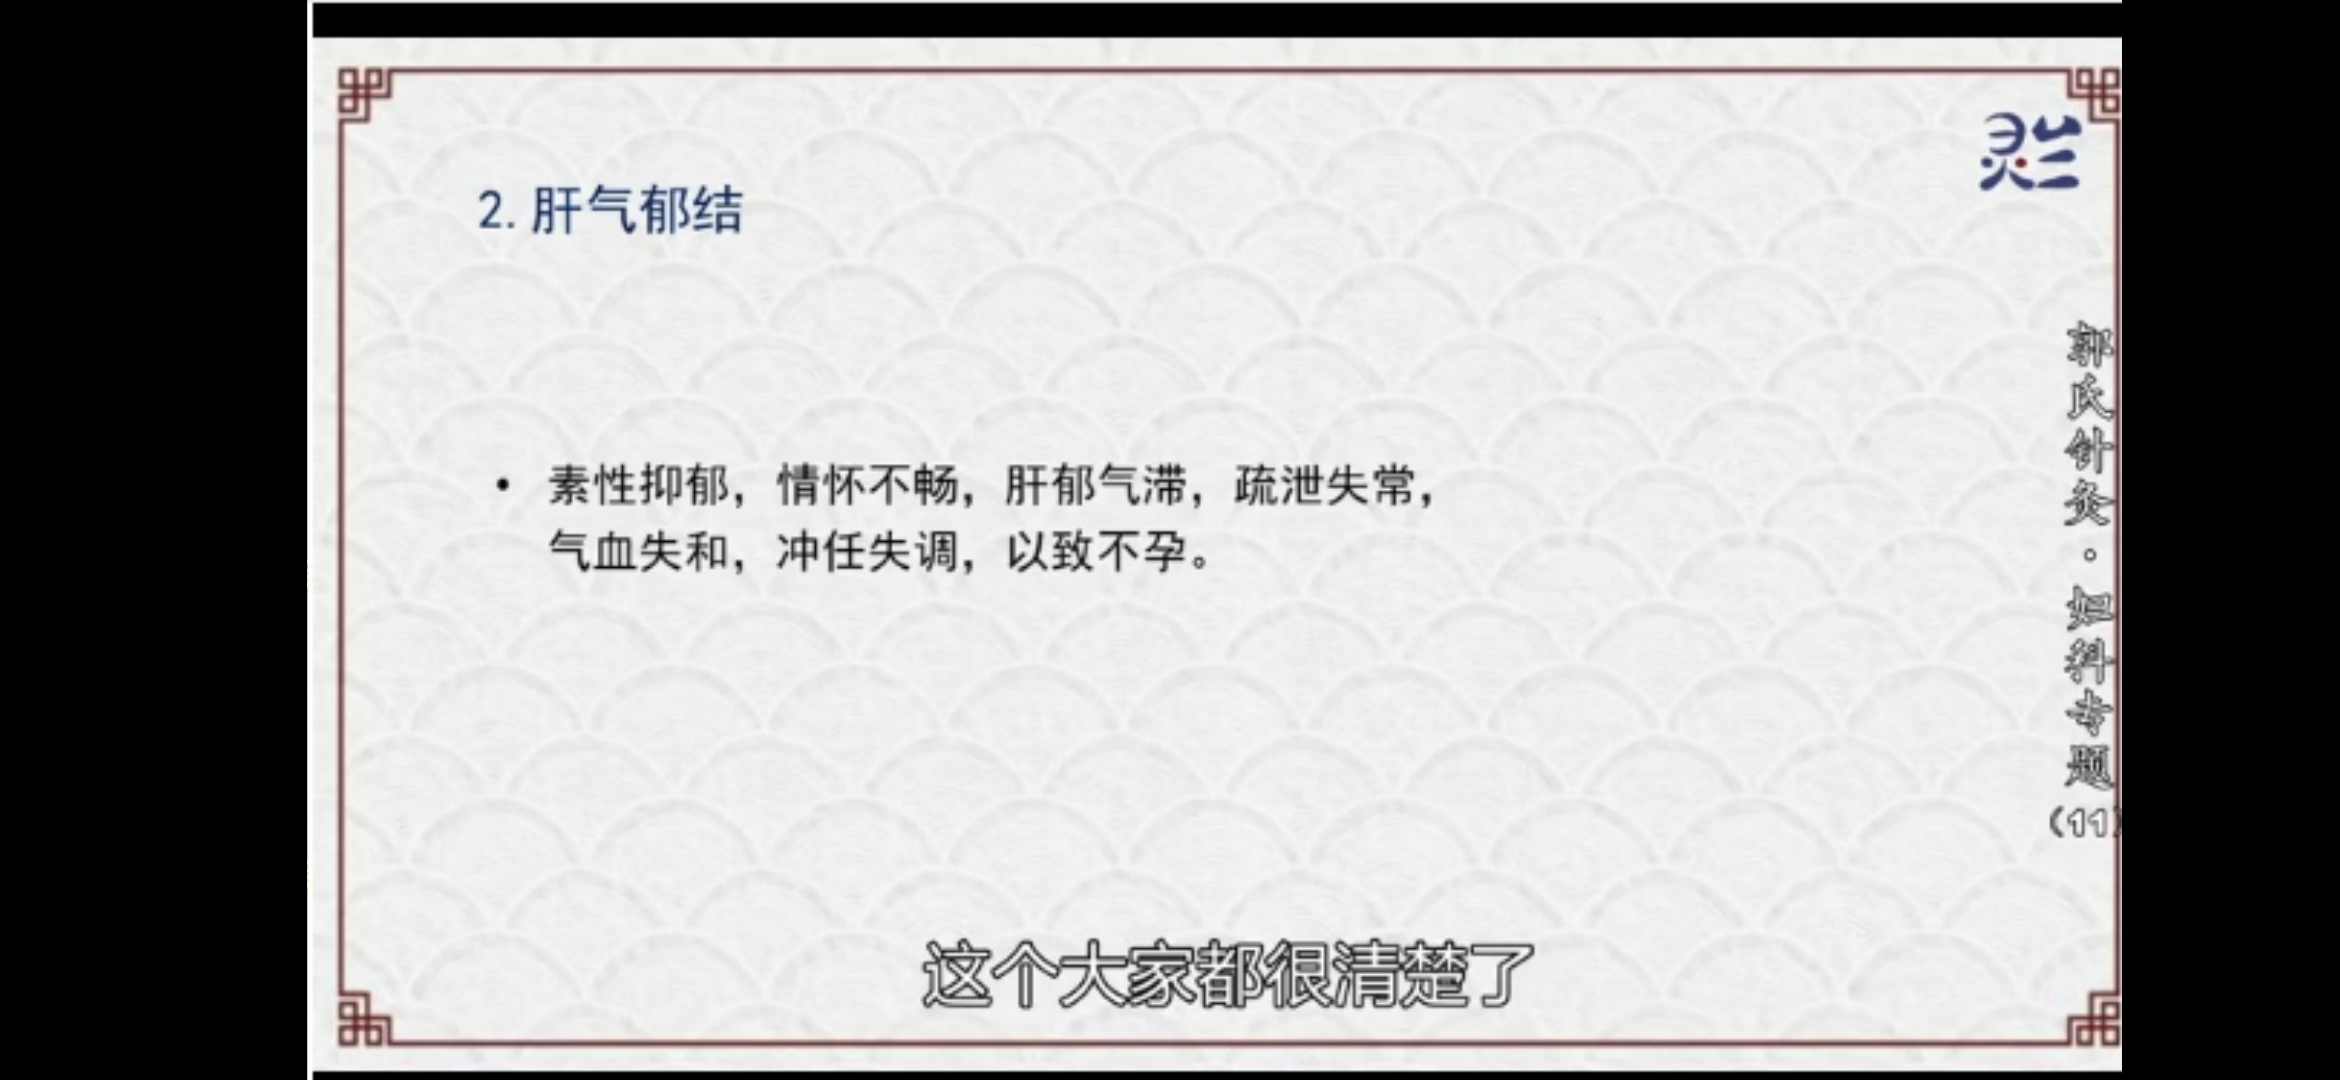 灵兰
2.肝气郁结
• 素性抑郁，情怀不畅，肝郁气滞，疏泄失常，
气血失和，冲任失调，以致不孕。
郭氏针灸·妇科专题(11)
这个大家都很清楚了